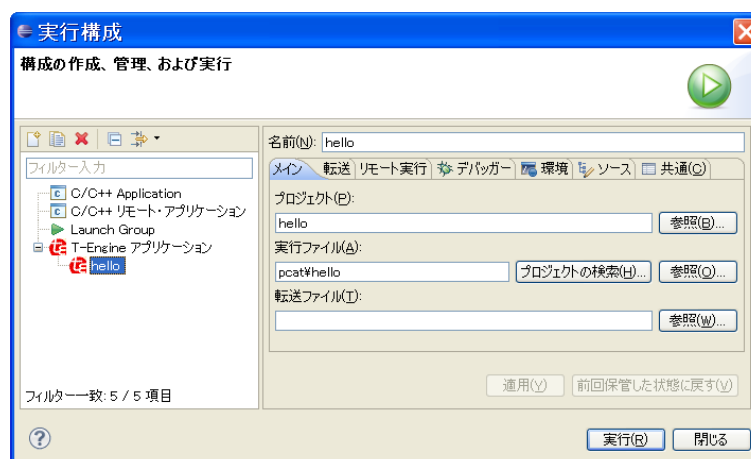 実行構成
構成の作成、管理、および実行
フィルター入力
C/C++ Application
C/C++ リモート・アプリケーション
Launch Group
T-Engine アプリケーション
hello
フィルター一致: 5 / 5 項目
名前(N): hello
メイン 転送 リモート実行 デバッガー 環境 ソース 共通(C)
プロジェクト(P):
hello 参照(B)...
実行ファイル(A):
pcat¥hello プロジェクトの検索(H)... 参照(O)...
転送ファイル(T):
参照(W)...
適用(Y) 前回保管した状態に戻す(V)
実行(R) 閉じる